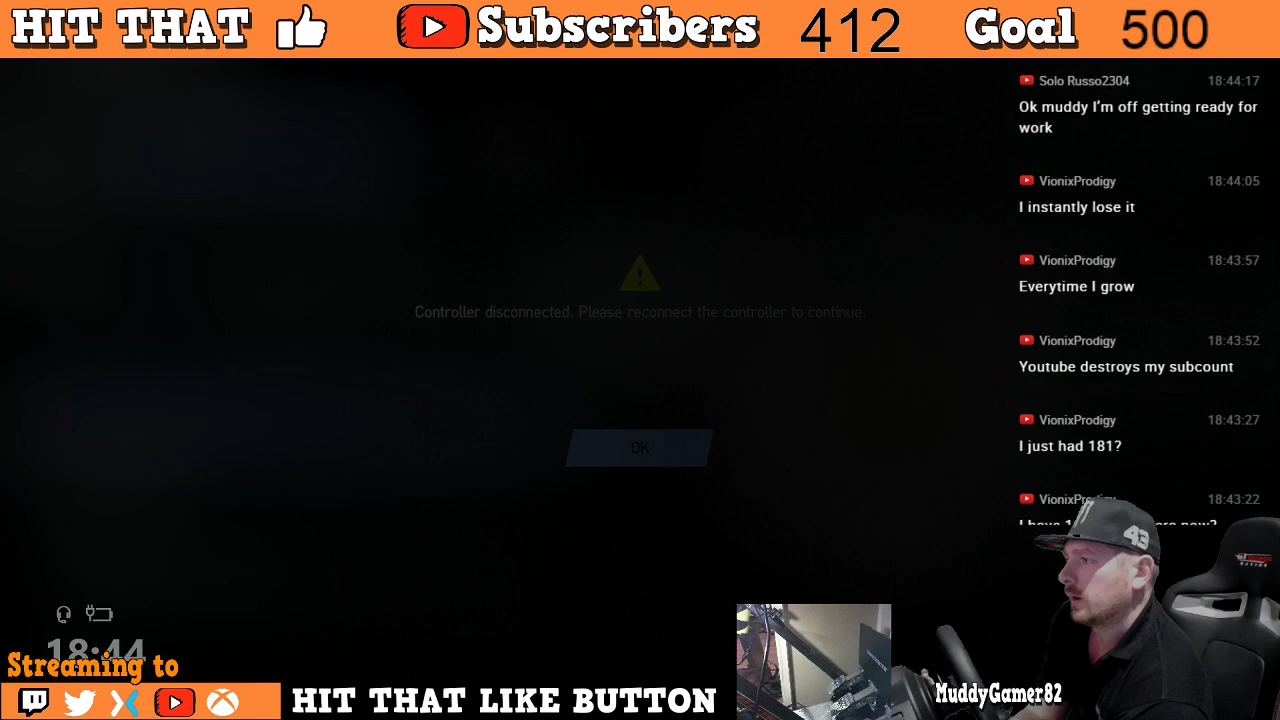 HIT THAT
Subscribers 412
Goal 500
Solo Russo2304 18:44:17
Ok muddy I’m off getting ready for
work
VionixProdigy 18:44:05
I instantly lose it
VionixProdigy 18:43:57
Everytime I grow
VionixProdigy 18:43:52
Youtube destroys my subcount
VionixProdigy 18:43:27
I just had 181?
18:43:22
Controller disconnected. Please reconnect the controller to continue.
OK
43
18:44
Streaming to
HIT THAT LIKE BUTTON
MuddyGamer82